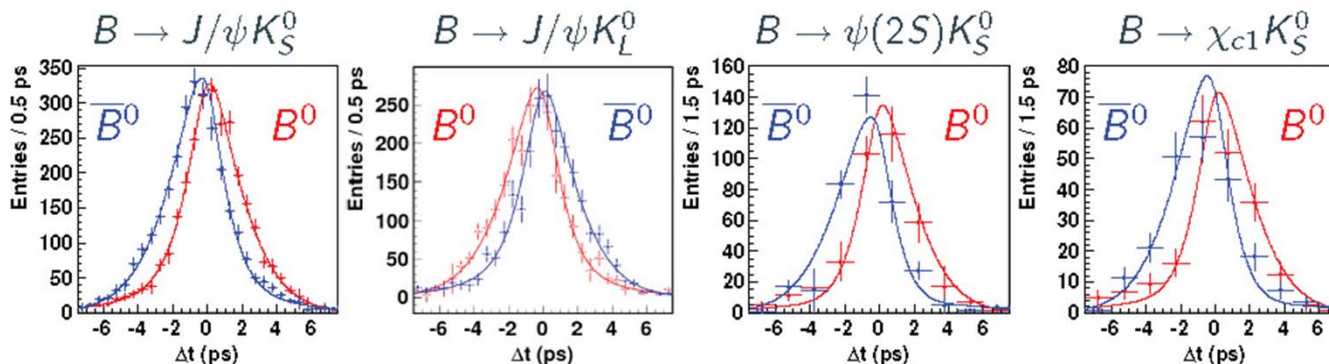 B → J/ψK⁰_S
B → J/ψK⁰_L
B → ψ(2S)K⁰_S
B → χ_c1K⁰_S
Entries / 0.5 ps
350
300
250
200
150
100
50
0
B̅⁰
B⁰
-6 -4 -2 0 2 4 6
Δt (ps)
Entries / 0.5 ps
250
200
150
100
50
0
B⁰
B̅⁰
-6 -4 -2 0 2 4 6
Δt (ps)
Entries / 1.5 ps
160
140
120
100
80
60
40
20
0
B̅⁰
B⁰
-6 -4 -2 0 2 4 6
Δt (ps)
Entries / 1.5 ps
80
70
60
50
40
30
20
10
0
B̅⁰
B⁰
-6 -4 -2 0 2 4 6
Δt (ps)